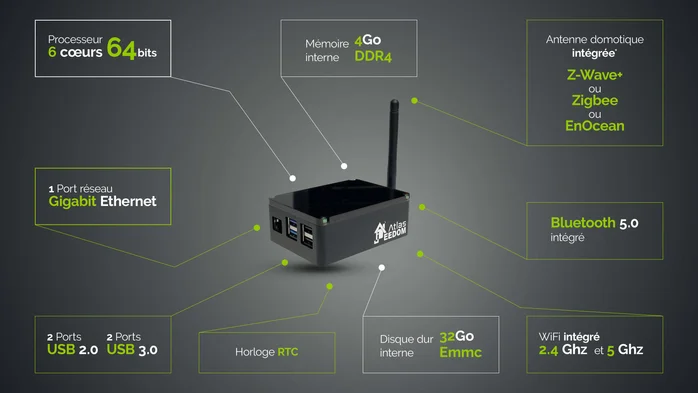 Processeur
6 cœurs 64bits
Mémoire interne
4Go
DDR4
Antenne domotique
intégrée*
Z-Wave+
ou
Zigbee
ou
EnOcean
1 Port réseau
Gigabit Ethernet
Atlas
JEEDOM
Bluetooth 5.0
intégré
2 Ports
USB 2.0
2 Ports
USB 3.0
Horloge RTC
Disque dur interne
32Go
Emmc
WiFi intégré
2.4 Ghz et 5 Ghz